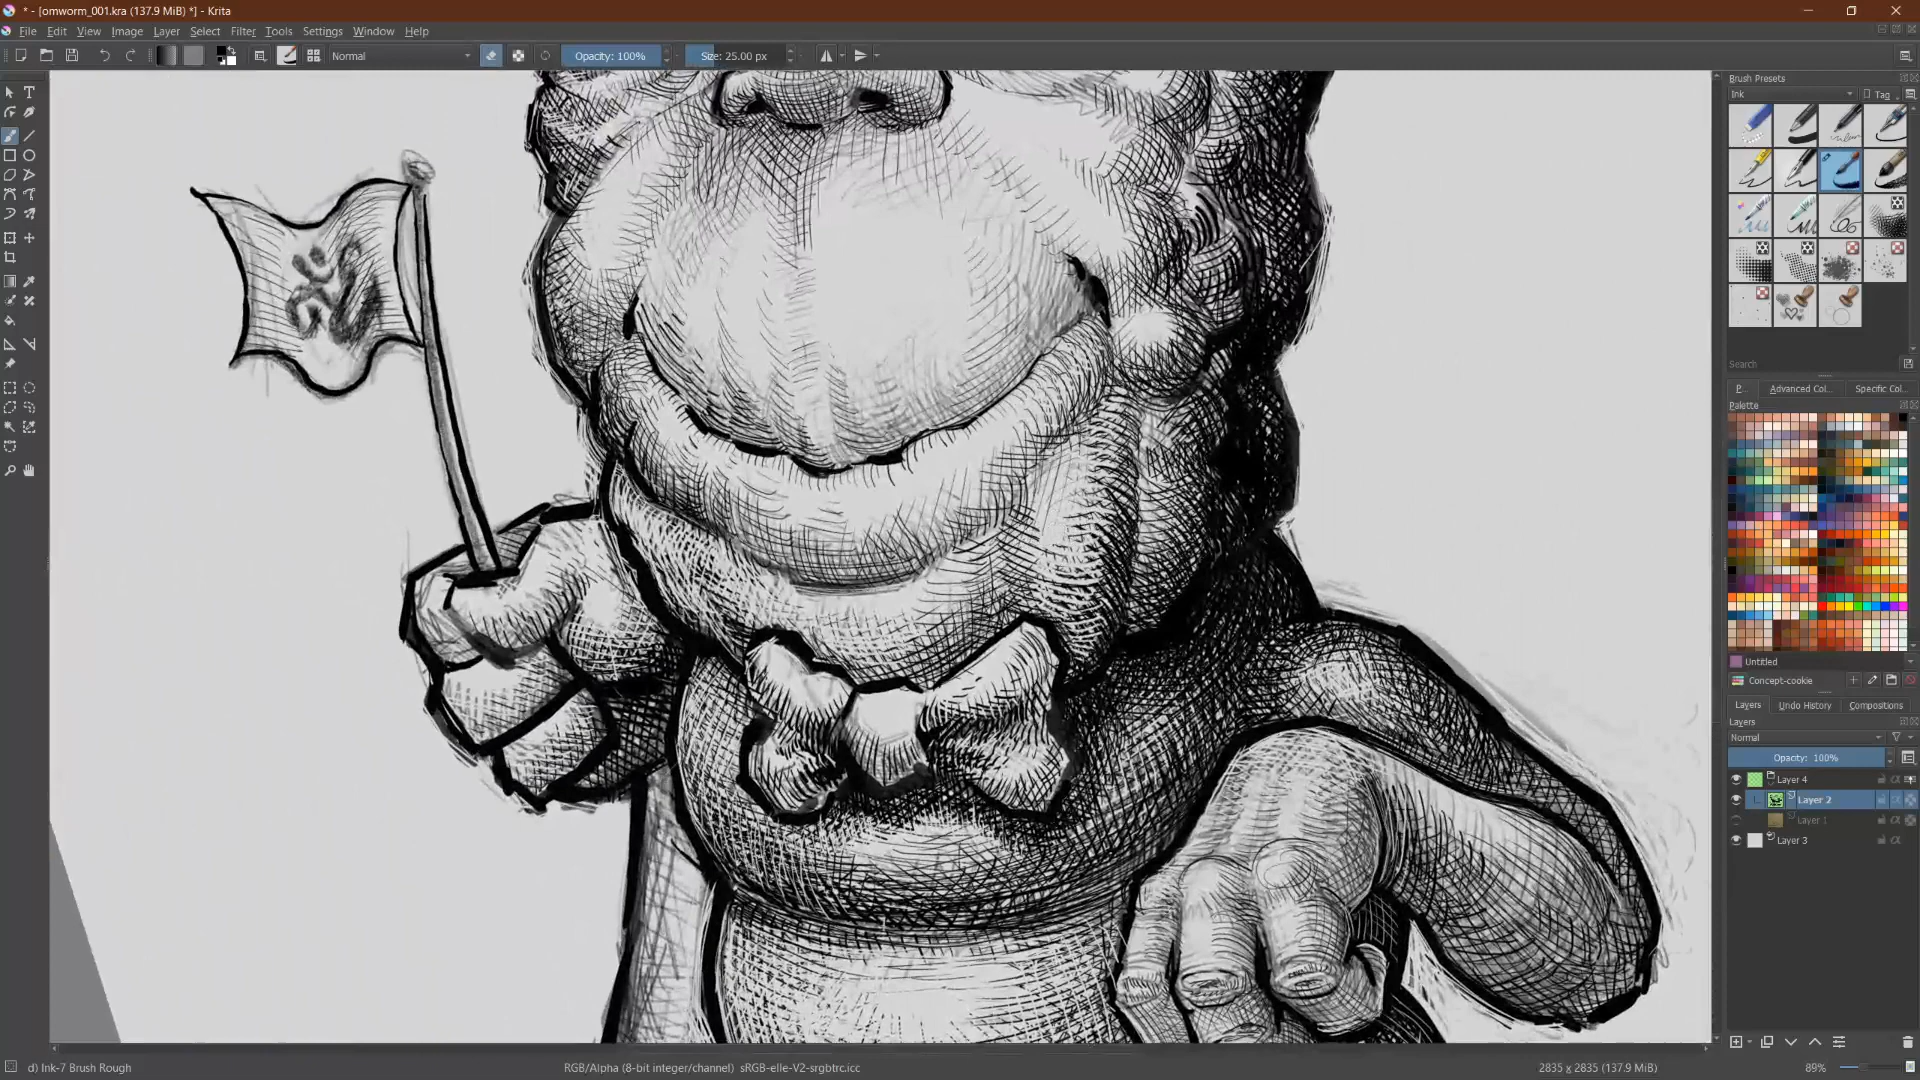 * - [omworm_001.kra (137.9 MiB) *] - Krita
File Edit View Image Layer Select Filter Tools Settings Window Help
Normal Opacity: 100% Size: 25.00 px
Brush Presets
Ink Tag
Search
P... Advanced Col... Specific Col...
Palette
Untitled
Concept-cookie
Layers Undo History Compositions
Layers
Normal
Opacity: 100%
Layer 4
Layer 2
Layer 1
Layer 3
d) Ink-7 Brush Rough RGB/Alpha (8-bit integer/channel) sRGB-elle-V2-srgbtrc.icc 2835 x 2835 (137.9 MiB) 89%